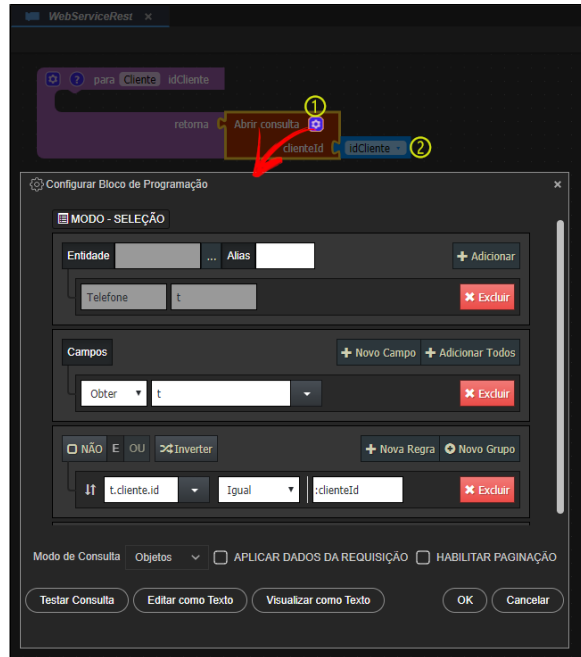 WebServiceRest ×
? para Cliente idCliente
1
retorna Abrir consulta
clienteId idCliente 2
Configurar Bloco de Programação ×
MODO - SELEÇÃO
Entidade ... Alias + Adicionar
Telefone t ✖ Excluir
Campos + Novo Campo + Adicionar Todos
Obter t ✖ Excluir
NÃO E OU Inverter + Nova Regra Novo Grupo
t.cliente.id Igual :clienteId ✖ Excluir
Modo de Consulta Objetos APLICAR DADOS DA REQUISIÇÃO HABILITAR PAGINAÇÃO
Testar Consulta Editar como Texto Visualizar como Texto OK Cancelar